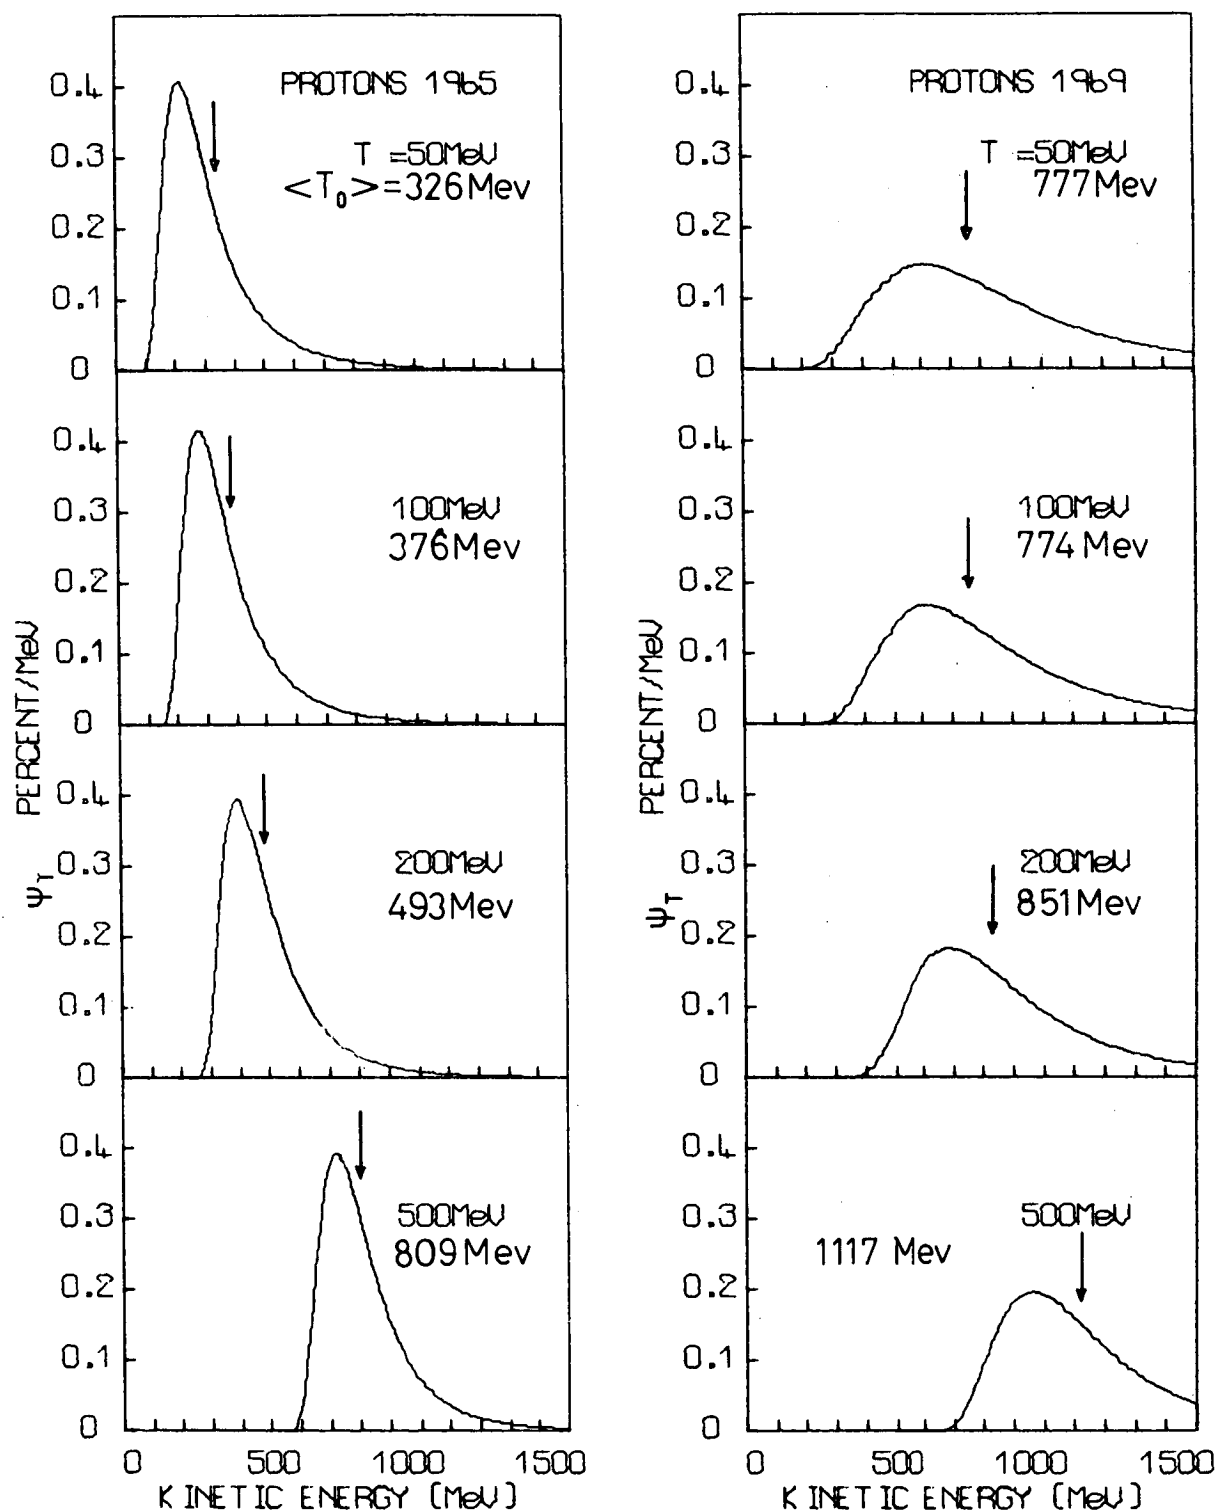 PROTONS 1965
T =50MeV
<T₀>=326Mev
0.4
0.3
0.2
0.1
0
100MeV
376Mev
0.4
0.3
0.2
0.1
0
200MeV
493Mev
0.4
0.3
0.2
0.1
0
500MeV
809Mev
0.4
0.3
0.2
0.1
0
ψT PERCENT/MeV
0 500 1000 1500
KINETIC ENERGY (MeV)
PROTONS 1969
T =50MeV
777Mev
0.4
0.3
0.2
0.1
0
100MeV
774Mev
0.4
0.3
0.2
0.1
0
200MeV
851Mev
0.4
0.3
0.2
0.1
0
500MeV
1117 Mev
0.4
0.3
0.2
0.1
0
ψT PERCENT/MeV
0 500 1000 1500
KINETIC ENERGY (MeV)